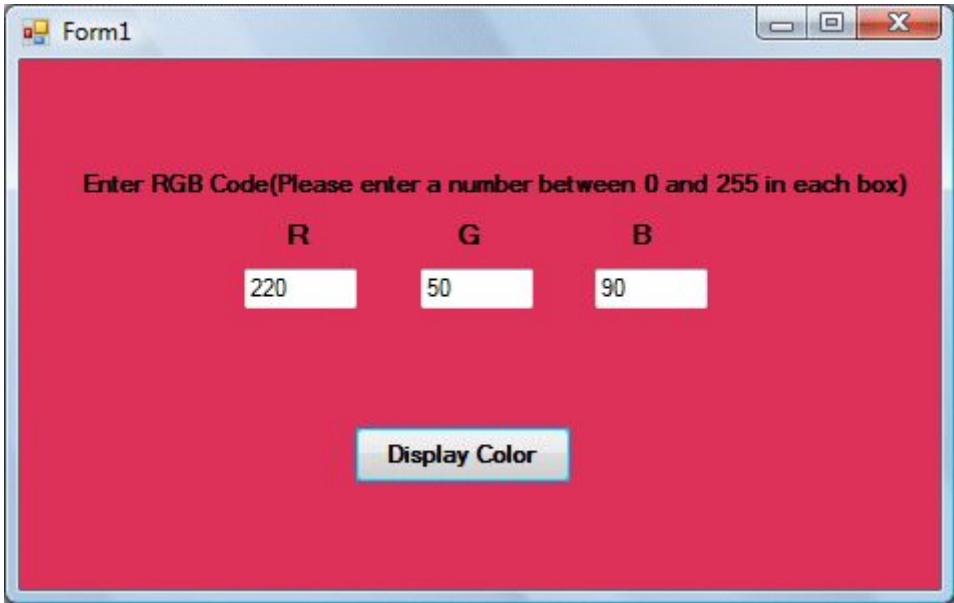 Form1
Enter RGB Code(Please enter a number between 0 and 255 in each box)
R G B
220 50 90
Display Color